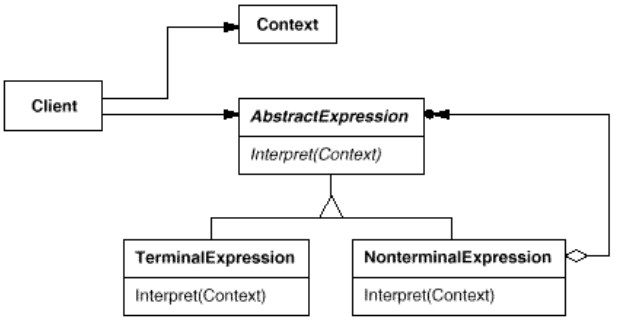 Context
Client
AbstractExpression
Interpret(Context)
TerminalExpression
Interpret(Context)
NonterminalExpression
Interpret(Context)